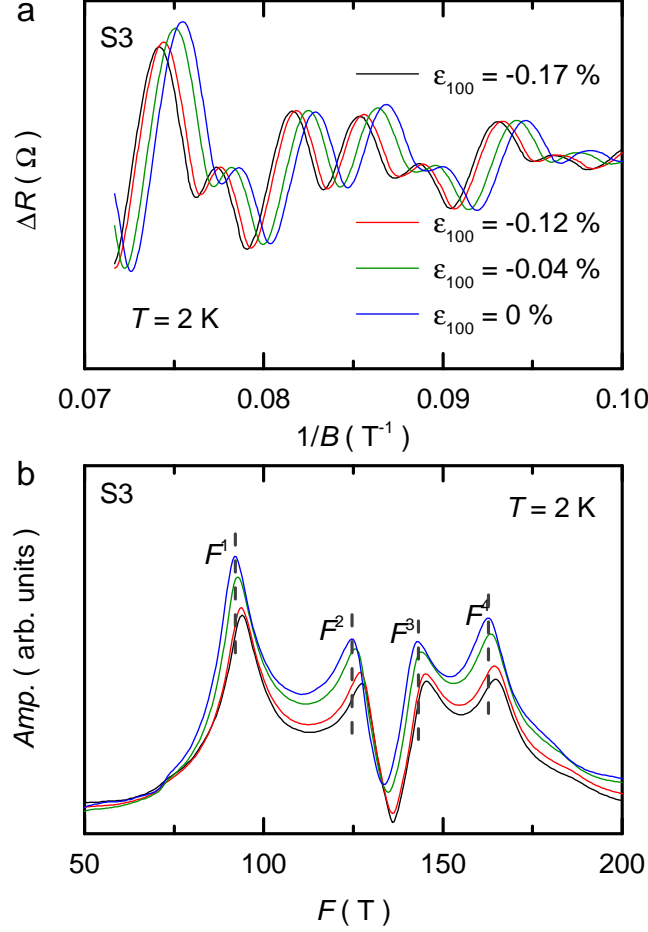 a
S3
ε100 = -0.17 %
ΔR ( Ω )
ε100 = -0.12 %
ε100 = -0.04 %
ε100 = 0 %
T = 2 K
0.07 0.08 0.09 0.10
1/B ( T-1 )
b
S3
T = 2 K
F1
F2
F3
F4
Amp. ( arb. units )
50 100 150 200
F ( T )